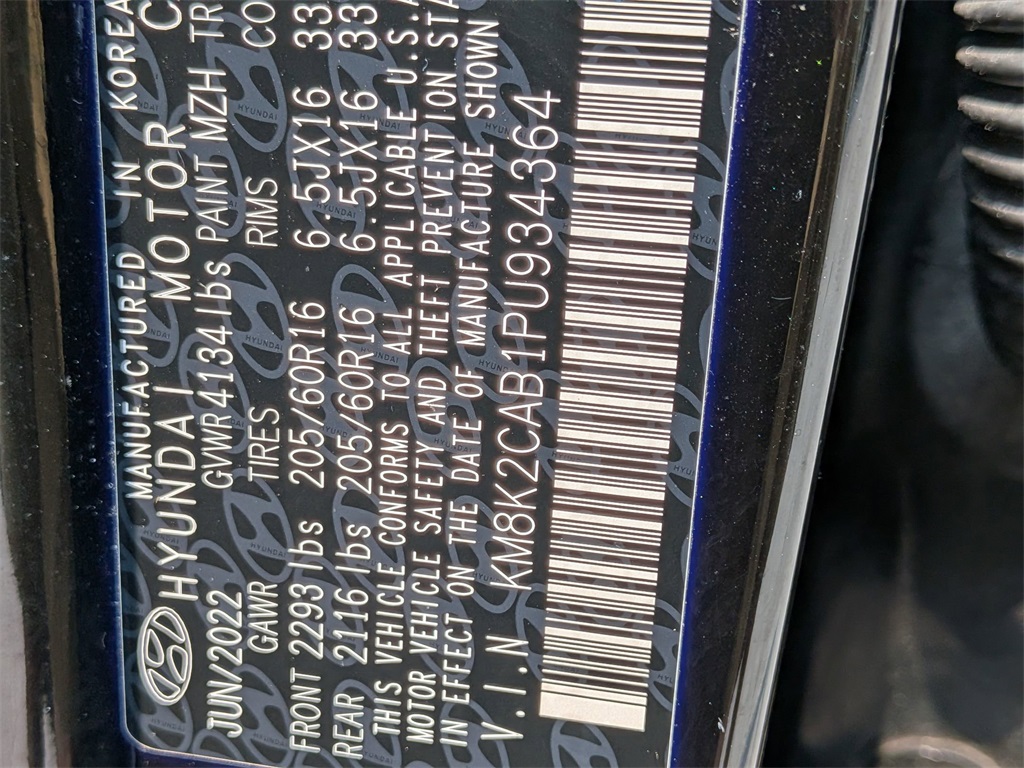 MANUFACTURED IN KOREA
HYUNDAI MOTOR C
JUN/2022 GVWR 4134 lbs PAINT MZH TR
GAWR TIRES RIMS CO
FRONT 2293 lbs 205/60R16 6.5JX16 33
REAR 2116 lbs 205/60R16 6.5JX16 33
THIS VEHICLE CONFORMS TO ALL APPLICABLE U.S.A
MOTOR VEHICLE SAFETY AND THEFT PREVENTION STA
IN EFFECT ON THE DATE OF MANUFACTURE SHOWN
V.I.N KM8K2CAB1PU934364